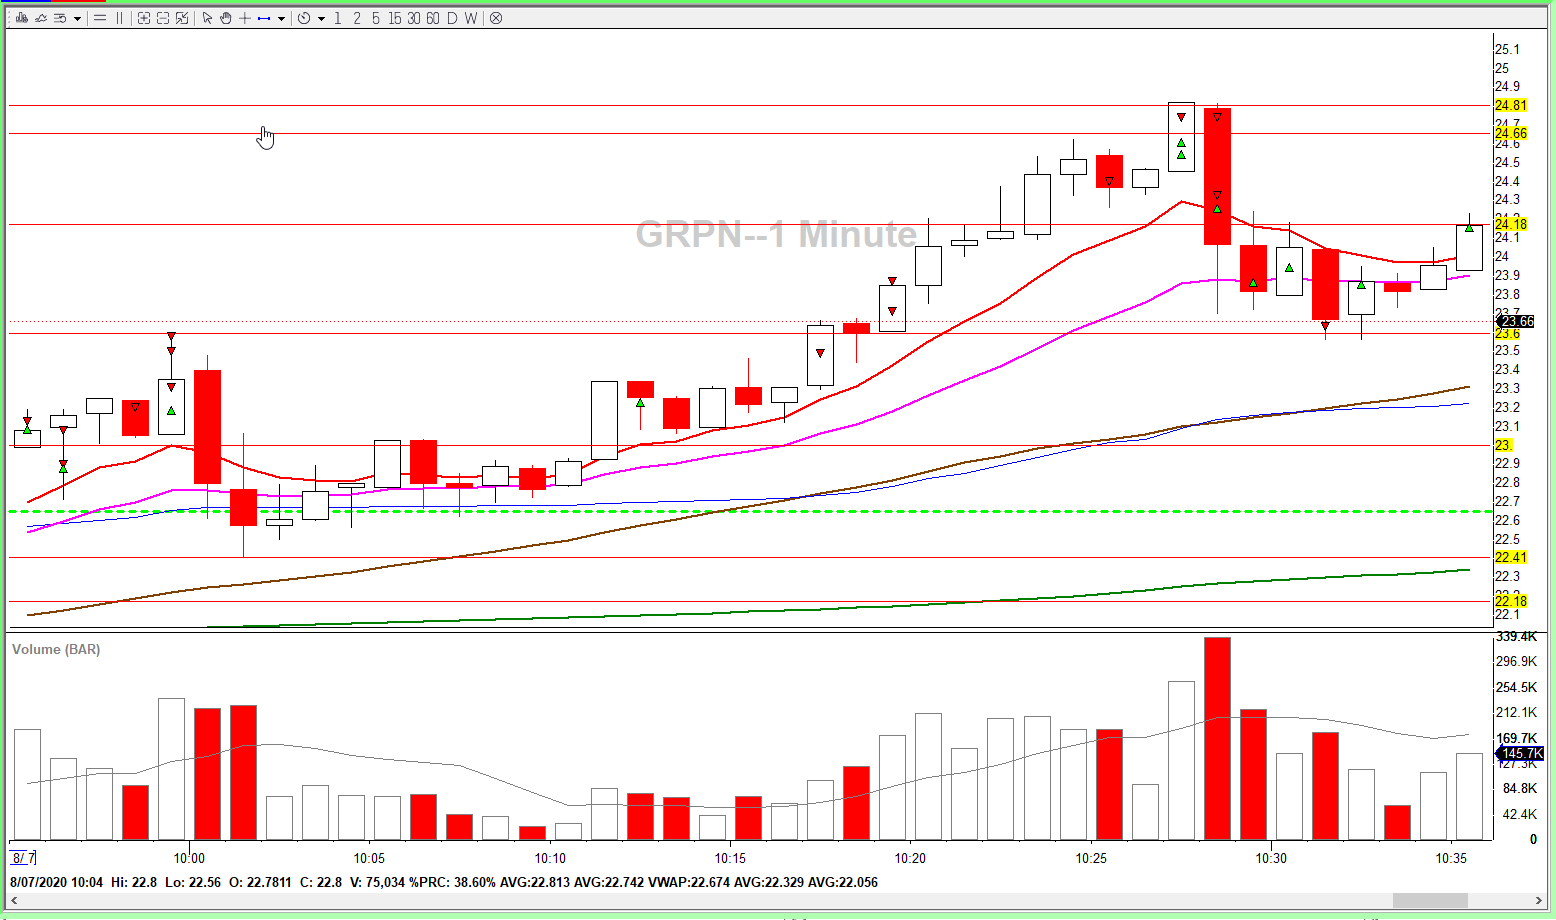 1 2 5 15 30 60 D W
GRPN--1 Minute
25.1
25
24.9
24.81
24.7
24.66
24.6
24.5
24.4
24.3
24.2
24.18
24.1
24
23.9
23.8
23.7
23.66
23.6
23.5
23.4
23.3
23.2
23.1
23
22.9
22.8
22.7
22.6
22.5
22.41
22.3
22.2
22.18
22.1
Volume (BAR)
339.4K
296.9K
254.5K
212.1K
169.7K
145.7K
127.3K
84.8K
42.4K
0
8/ 7 10:00 10:05 10:10 10:15 10:20 10:25 10:30 10:35
8/07/2020 10:04 Hi: 22.8 Lo: 22.56 O: 22.7811 C: 22.8 V: 75,034 %PRC: 38.60% AVG:22.813 AVG:22.742 VWAP:22.674 AVG:22.329 AVG:22.056